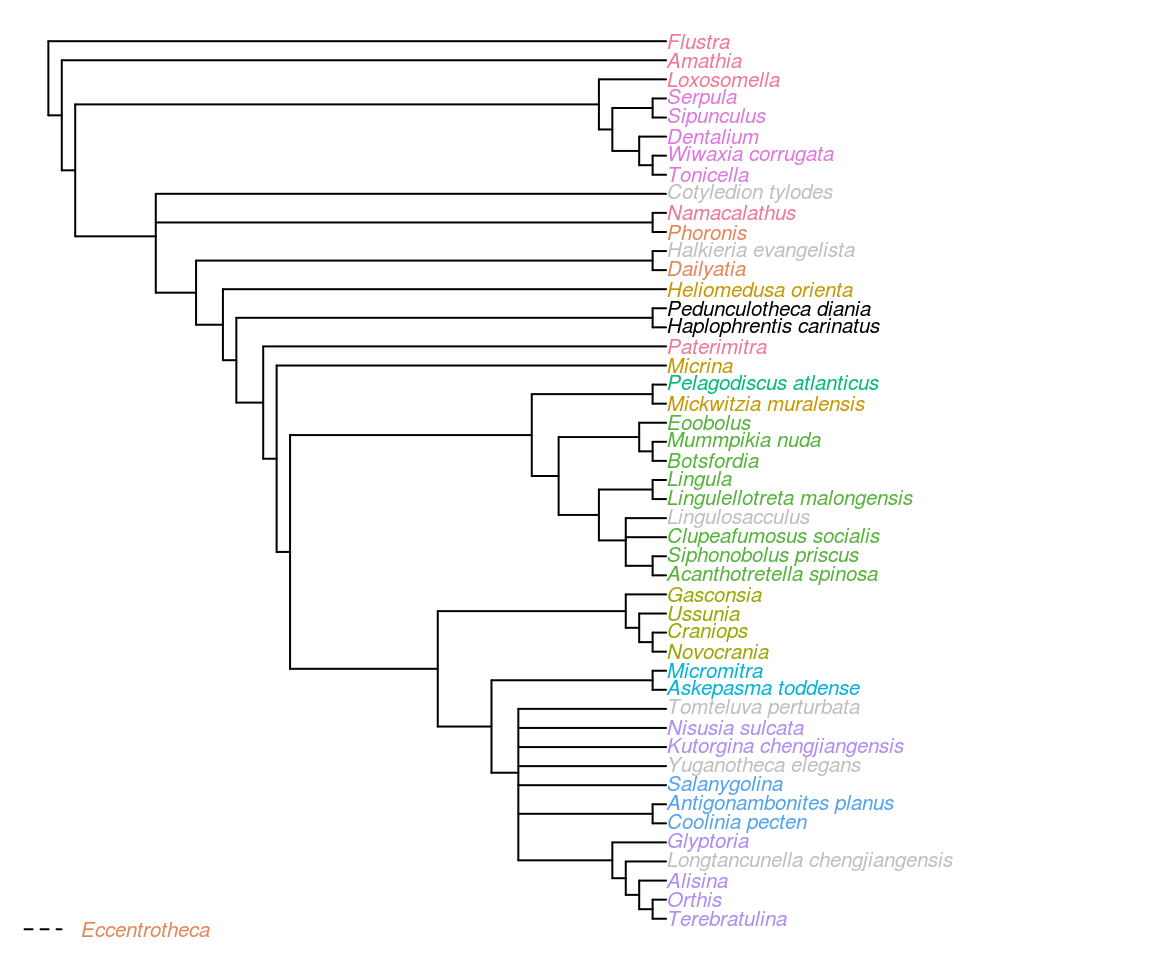 Flustra
Amathia
Loxosomella
Serpula
Sipunculus
Dentalium
Wiwaxia corrugata
Tonicella
Cotyledion tylodes
Namacalathus
Phoronis
Halkieria evangelista
Dailyatia
Heliomedusa orienta
Pedunculotheca diania
Haplophrentis carinatus
Paterimitra
Micrina
Pelagodiscus atlanticus
Mickwitzia muralensis
Eoobolus
Mummpikia nuda
Botsfordia
Lingula
Lingulellotreta malongensis
Lingulosacculus
Clupeafumosus socialis
Siphonobolus priscus
Acanthotretella spinosa
Gasconsia
Ussunia
Craniops
Novocrania
Micromitra
Askepasma toddense
Tomteluva perturbata
Nisusia sulcata
Kutorgina chengjiangensis
Yuganotheca elegans
Salanygolina
Antigonambonites planus
Coolinia pecten
Glyptoria
Longtancunella chengjiangensis
Alisina
Orthis
Terebratulina
Eccentrotheca